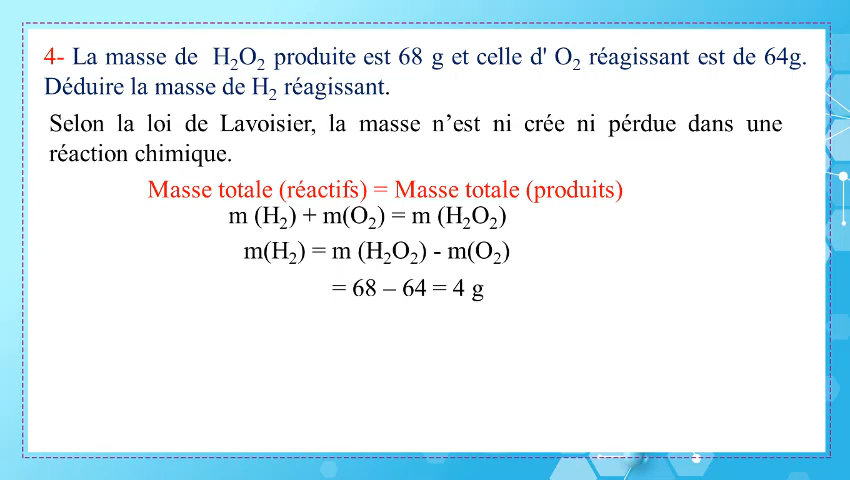 4- La masse de H₂O₂ produite est 68 g et celle d' O₂ réagissant est de 64g.
Déduire la masse de H₂ réagissant.
Selon la loi de Lavoisier, la masse n’est ni crée ni pérdue dans une
réaction chimique.
Masse totale (réactifs) = Masse totale (produits)
m (H₂) + m(O₂) = m (H₂O₂)
m(H₂) = m (H₂O₂) - m(O₂)
= 68 – 64 = 4 g